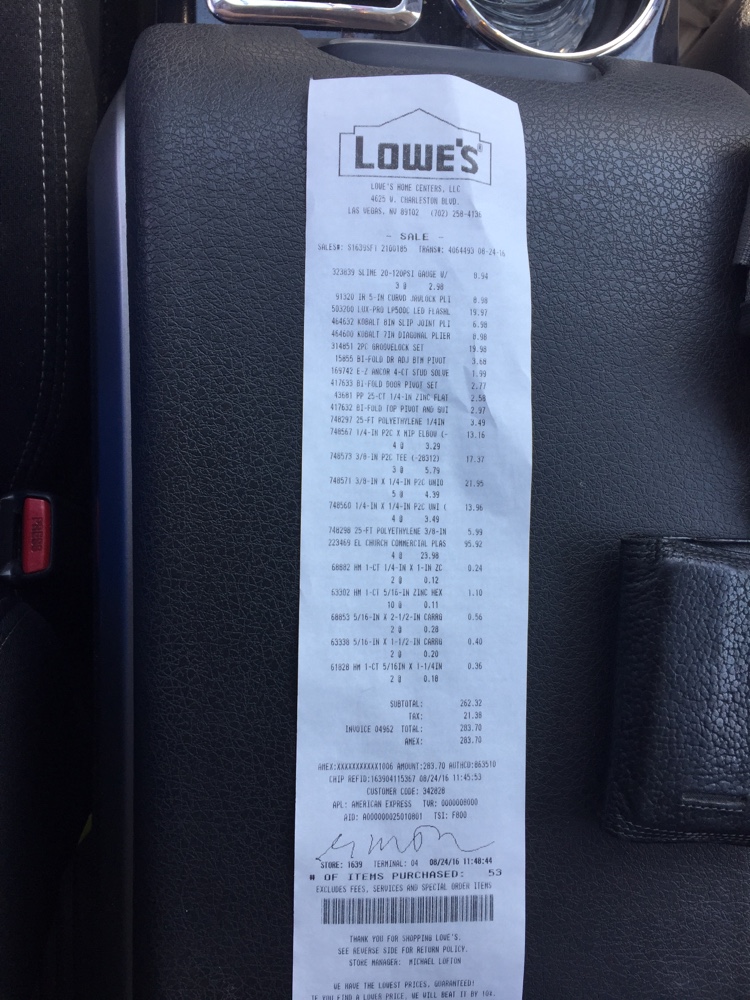 LOWE'S®
LOWE'S HOME CENTERS, LLC
4625 W. CHARLESTON BLVD.
LAS VEGAS, NV 89102 (702) 258-4136
- SALE -
SALES#: S1639SF1 2100185 TRANS#: 4064493 08-24-16
323839 SLIME 20-120PSI GAUGE W/ 8.94
3 @ 2.98
91320 IR 5-IN CURVD JAWLOCK PLI 8.98
503200 LUX-PRO LP500C LED FLASHL 19.97
464632 KOBALT 8IN SLIP JOINT PLI 6.98
464600 KOBALT 7IN DIAGONAL PLIER 8.98
314851 2PC GROOVELOCK SET 19.98
15855 BI-FOLD DR ADJ BTM PIVOT 3.68
169742 E-Z ANCOR 4-CT STUD SOLVE 1.99
417633 BI-FOLD DOOR PIVOT SET 2.77
43681 PP 25-CT 1/4-IN ZINC FLAT 2.58
417632 BI-FOLD TOP PIVOT AND GUI 2.97
748297 25-FT POLYETHYLENE 1/4IN 3.49
748567 1/4-IN P2C X MIP ELBOW (- 13.16
4 @ 3.29
748573 3/8-IN P2C TEE (-28312) 17.37
3 @ 5.79
748571 3/8-IN X 1/4-IN P2C UNIO 21.95
5 @ 4.39
748560 1/4-IN X 1/4-IN P2C UNI ( 13.96
4 @ 3.49
748298 25-FT POLYETHYLENE 3/8-IN 5.99
223469 EL CHURCH COMMERCIAL PLAS 95.92
4 @ 23.98
68882 HM 1-CT 1/4-IN X 1-IN ZC 0.24
2 @ 0.12
63302 HM 1-CT 5/16-IN ZINC HEX 1.10
10 @ 0.11
68853 5/16-IN X 2-1/2-IN CARRG 0.56
2 @ 0.28
63338 5/16-IN X 1-1/2-IN CARRG 0.40
2 @ 0.20
61828 HM 1-CT 5/16IN X 1-1/4IN 0.36
2 @ 0.18
SUBTOTAL: 262.32
TAX: 21.38
INVOICE 04962 TOTAL: 283.70
AMEX: 283.70
AMEX:XXXXXXXXXXX1006 AMOUNT:283.70 AUTHCD:863510
CHIP REFID:163904115367 08/24/16 11:45:53
CUSTOMER CODE: 342828
APL: AMERICAN EXPRESS TVR: 0000008000
AID: A000000025010801 TSI: F800
STORE: 1639 TERMINAL: 04 08/24/16 11:48:44
# OF ITEMS PURCHASED: 53
EXCLUDES FEES, SERVICES AND SPECIAL ORDER ITEMS
THANK YOU FOR SHOPPING LOWE'S.
SEE REVERSE SIDE FOR RETURN POLICY.
STORE MANAGER: MICHAEL LOFTON
WE HAVE THE LOWEST PRICES, GUARANTEED!
IF YOU FIND A LOWER PRICE, WE WILL BEAT IT BY 10%.
PRESS